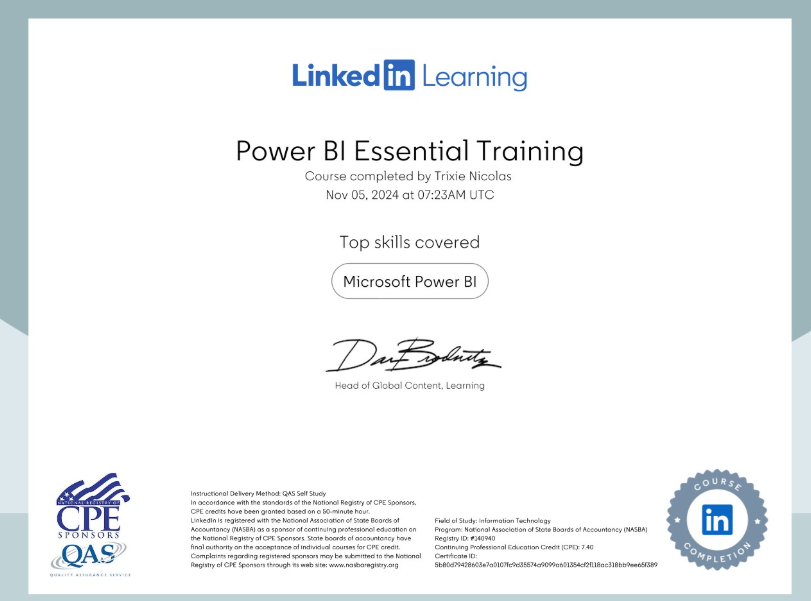 LinkedIn Learning
Power BI Essential Training
Course completed by Trixie Nicolas
Nov 05, 2024 at 07:23AM UTC
Top skills covered
Microsoft Power BI
Head of Global Content, Learning
NATIONAL REGISTRY OF
CPE
SPONSORS
QAS
QUALITY ASSURANCE SERVICE
Instructional Delivery Method: QAS Self Study
In accordance with the standards of the National Registry of CPE Sponsors,
CPE credits have been granted based on a 50-minute hour.
LinkedIn is registered with the National Association of State Boards of
Accountancy (NASBA) as a sponsor of continuing professional education on
the National Registry of CPE Sponsors. State boards of accountancy have
final authority on the acceptance of individual courses for CPE credit.
Complaints regarding registered sponsors may be submitted to the National
Registry of CPE Sponsors through its web site: www.nasbaregistry.org
Field of Study: Information Technology
Program: National Association of State Boards of Accountancy (NASBA)
Registry ID: #140940
Continuing Professional Education Credit (CPE): 7.40
Certificate ID:
COURSE
in
COMPLETION